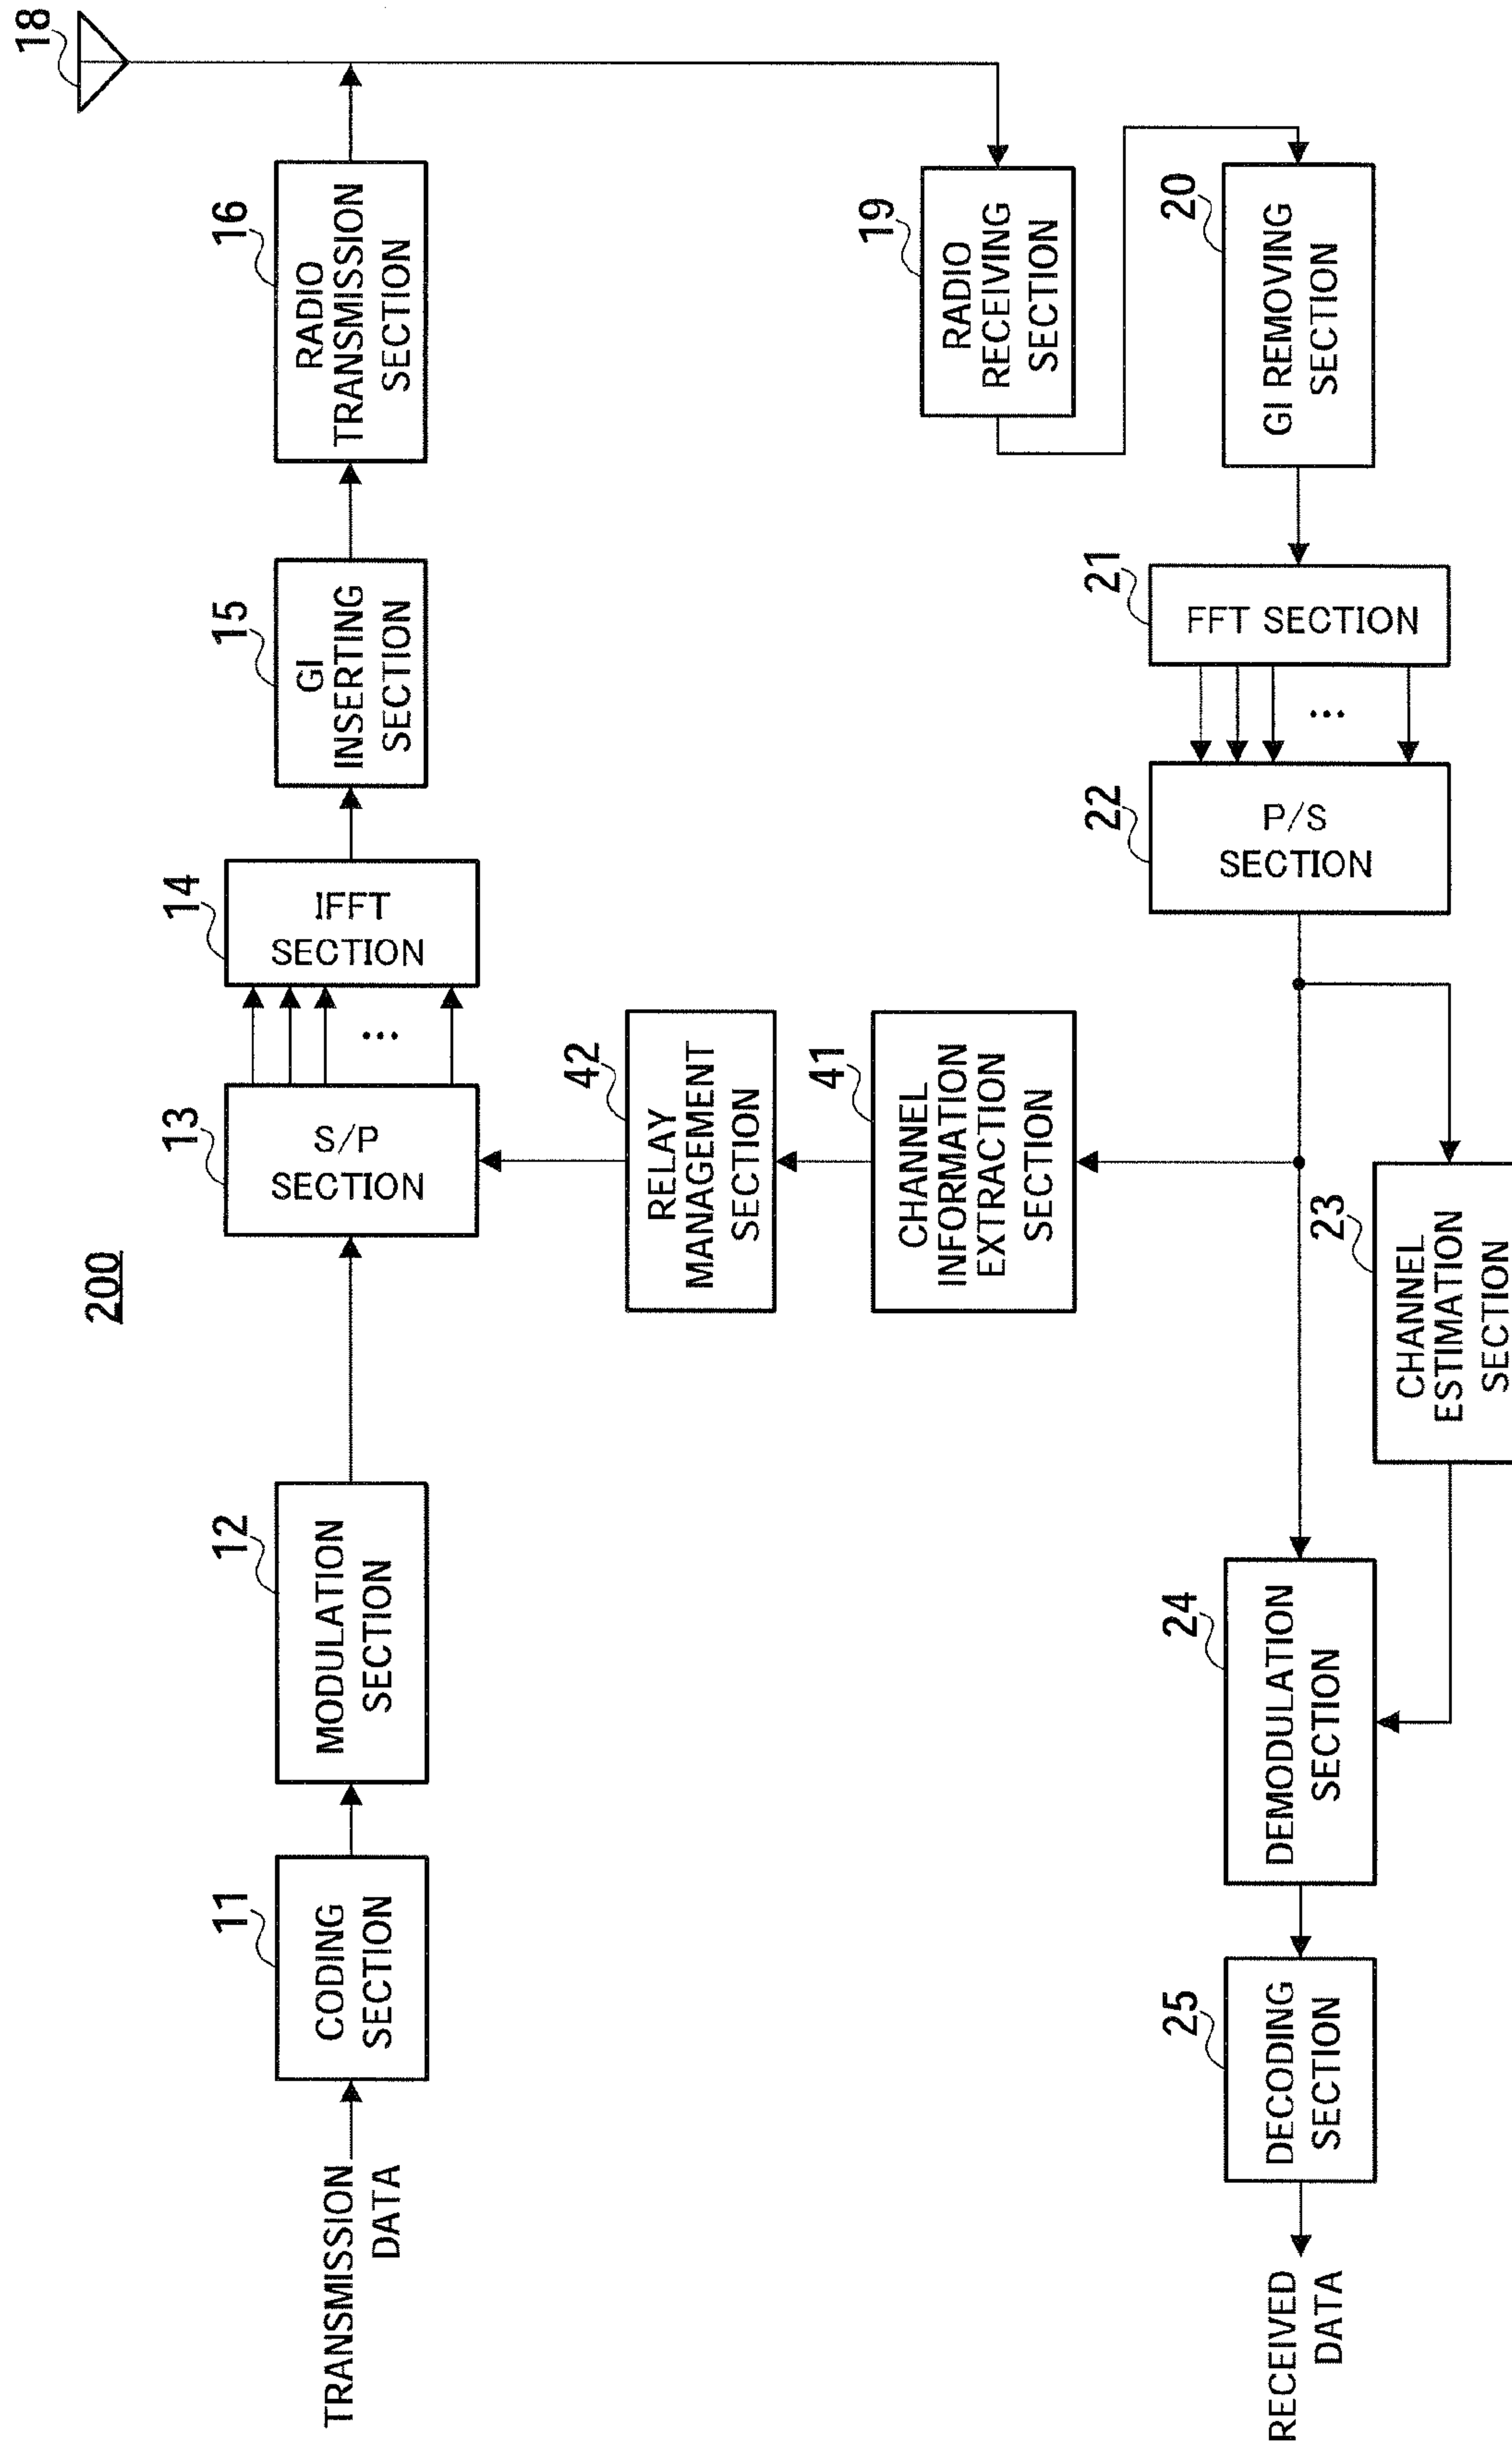 200
18
TRANSMISSION
DATA
11
CODING
SECTION
12
MODULATION
SECTION
13
S/P
SECTION
...
14
IFFT
SECTION
15
GI
INSERTING
SECTION
16
RADIO
TRANSMISSION
SECTION
42
RELAY
MANAGEMENT
SECTION
41
CHANNEL
INFORMATION
EXTRACTION
SECTION
19
RADIO
RECEIVING
SECTION
20
GI REMOVING
SECTION
21
FFT SECTION
...
22
P/S
SECTION
23
CHANNEL
ESTIMATION
SECTION
24
DEMODULATION
SECTION
25
DECODING
SECTION
RECEIVED
DATA